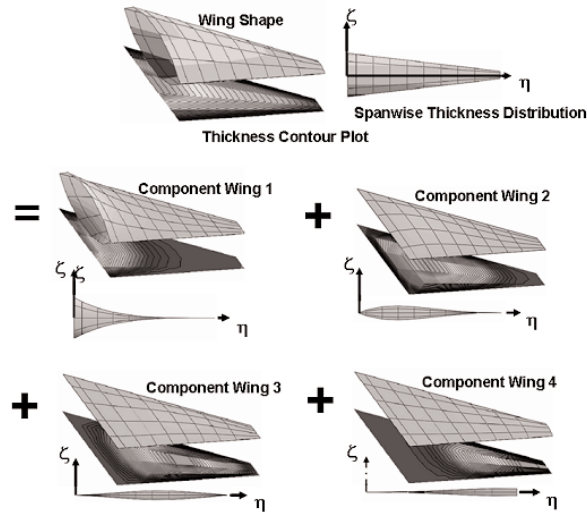 Wing Shape
ζ
η
Spanwise Thickness Distribution
Thickness Contour Plot
=
Component Wing 1
+
Component Wing 2
ζ ζ
η
ζ
η
+
Component Wing 3
+
Component Wing 4
ζ
η
ζ
η